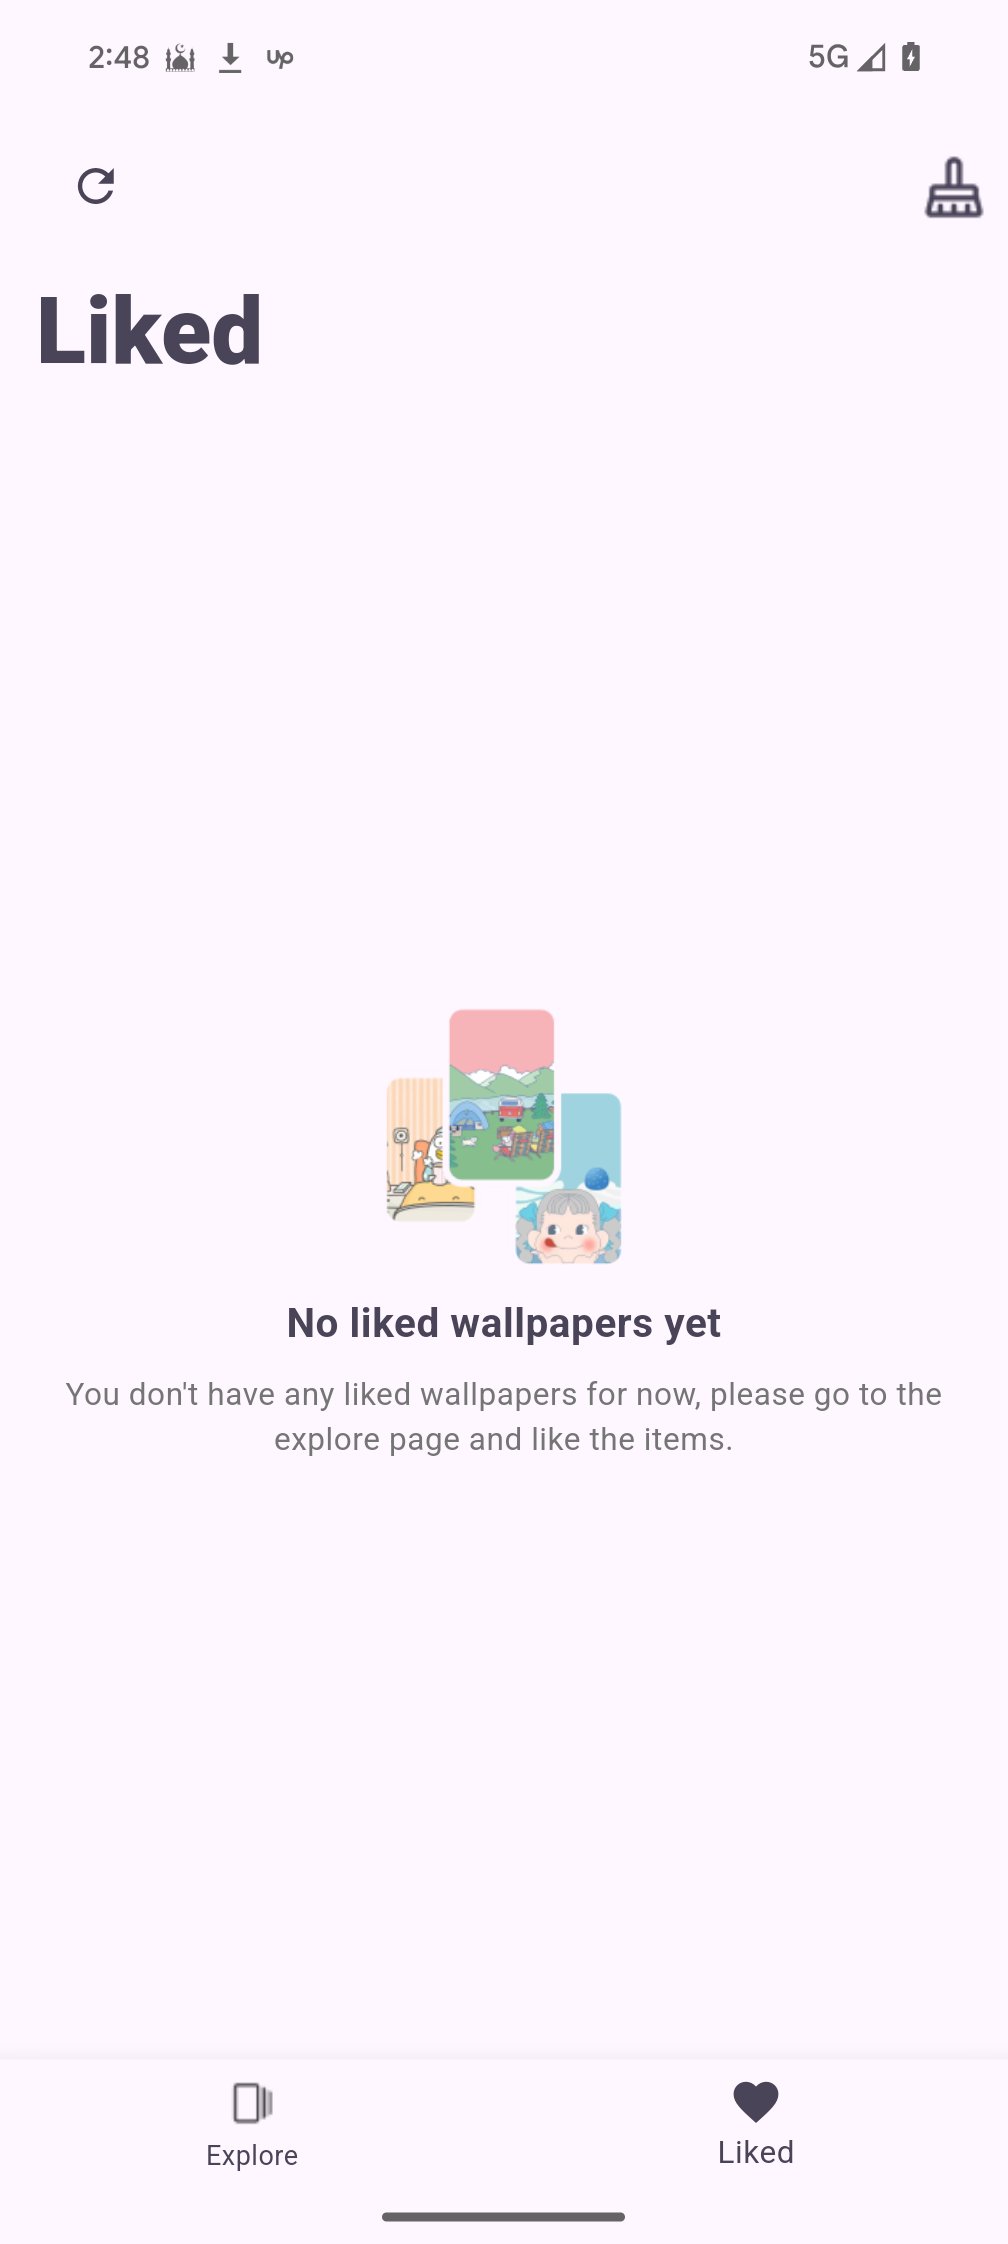 2:48
up
5G
Liked
No liked wallpapers yet
You don't have any liked wallpapers for now, please go to the
explore page and like the items.
Explore
Liked